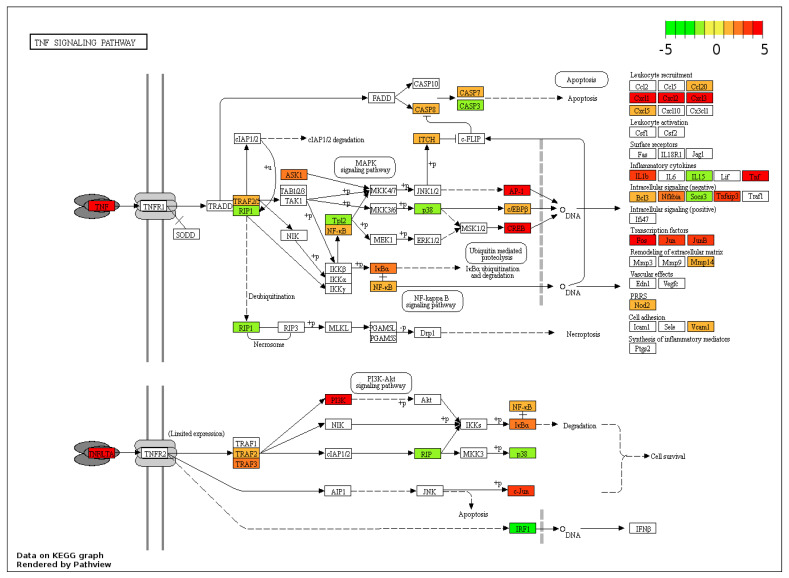 TNF SIGNALING PATHWAY
-5 0 5
Apoptosis
CASP10
FADD
CASP8
CASP7
CASP3
Apoptosis
cIAP1/2
cIAP1/2 degradation
ITCH
c-FLIP
+u
+p
MAPK
signaling pathway
ASK1
TNF
TNFR1
TRADD
TRAF2/5
RIP1
SODD
TAB1/2/3
TAK1
+p
MKK4/7
+p
JNK1/2
+p
AP-1
MKK3/6
+p
p38
c/EBPβ
Tpl2
NF-κB
MEK1
+p
ERK1/2
MSK1/2
+p
CREB
DNA
NIK
+p
+p
IKKβ
IKKα
IKKγ
+p
IκBα
NF-κB
Ubiquitin mediated
proteolysis
IκBα ubiquitination
and degradation
NF-kappa B
signaling pathway
DNA
Deubiquitination
RIP1
RIP3
Necrosome
+p
MLKL
PGAM5L
PGAM5S
-p
Drp1
Necroptosis
Leukocyte recruitment
Ccl2 Ccl5 Ccl20
Cxcl1 Cxcl2 Cxcl3
Cxcl5 Cxcl10 Cx3cl1
Leukocyte activation
Csf1 Csf2
Surface receptors
Fas IL18R1 Jag1
Inflammatory cytokines
IL1b IL6 IL15 Lif Tnf
Intracellular signaling (negative)
Bcl3 Nfkbia Socs3 Tnfaip3 Traf1
Intracellular signaling (positive)
Ifi47
Transcription factors
Fos Jun JunB
Remodeling of extracellular matrix
Mmp3 Mmp9 Mmp14
Vascular effects
Edn1 Vegfc
PRRS
Nod2
Cell adhesion
Icam1 Sele Vcam1
Synthesis of inflammatory mediators
Ptgs2
PI3K-Akt
signaling pathway
PI3K
+p
Akt
NF-κB
NIK
+p
IKKs
+p
IκBα
Degradation
(Limited expression)
TNFR2
TRAF1
TRAF2
TRAF3
cIAP1/2
RIP
MKK3
+p
p38
Cell survival
AIP1
JNK
+p
c-Jun
Apoptosis
IRF1
DNA
IFNβ
Data on KEGG graph
Rendered by Pathview